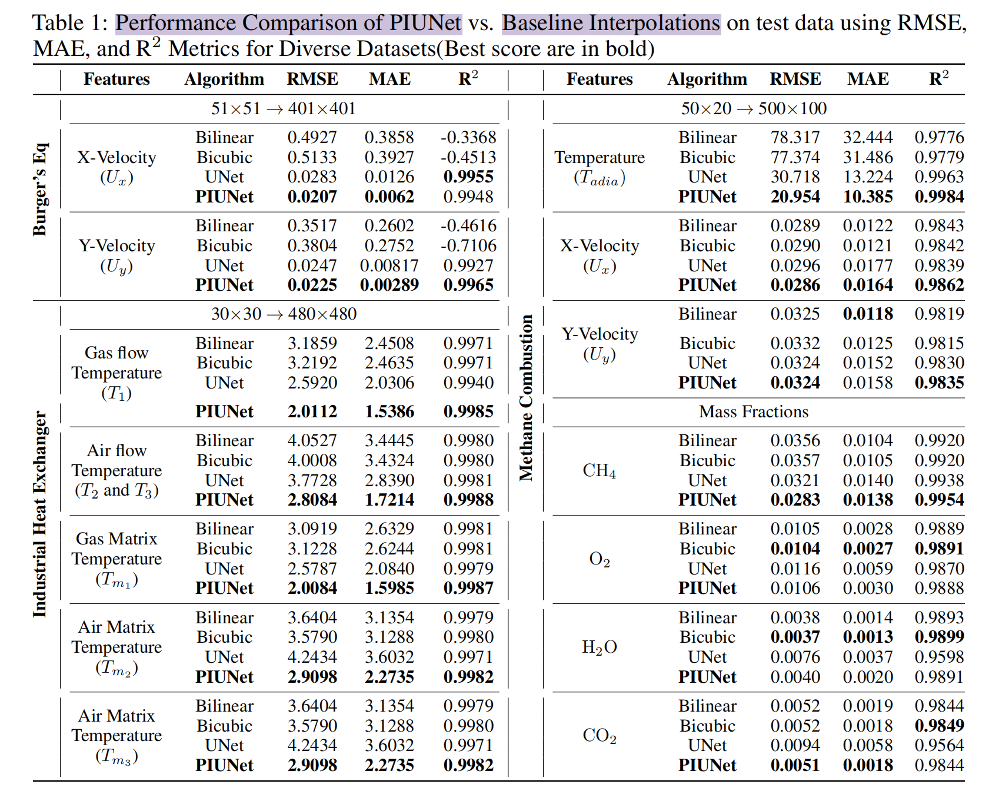 Table 1: Performance Comparison of PIUNet vs. Baseline Interpolations on test data using RMSE,
MAE, and R² Metrics for Diverse Datasets(Best score are in bold)
Features Algorithm RMSE MAE R²
Burger's Eq
51×51 → 401×401
X-Velocity
(Uₓ)
Bilinear 0.4927 0.3858 -0.3368
Bicubic 0.5133 0.3927 -0.4513
UNet 0.0283 0.0126 0.9955
PIUNet 0.0207 0.0062 0.9948
Y-Velocity
(U_y)
Bilinear 0.3517 0.2602 -0.4616
Bicubic 0.3804 0.2752 -0.7106
UNet 0.0247 0.00817 0.9927
PIUNet 0.0225 0.00289 0.9965
Industrial Heat Exchanger
30×30 → 480×480
Gas flow
Temperature
(T₁)
Bilinear 3.1859 2.4508 0.9971
Bicubic 3.2192 2.4635 0.9971
UNet 2.5920 2.0306 0.9940
PIUNet 2.0112 1.5386 0.9985
Air flow
Temperature
(T₂ and T₃)
Bilinear 4.0527 3.4445 0.9980
Bicubic 4.0008 3.4324 0.9980
UNet 3.7728 2.8390 0.9981
PIUNet 2.8084 1.7214 0.9988
Gas Matrix
Temperature
(T_m₁)
Bilinear 3.0919 2.6329 0.9981
Bicubic 3.1228 2.6244 0.9981
UNet 2.5787 2.0840 0.9979
PIUNet 2.0084 1.5985 0.9987
Air Matrix
Temperature
(T_m₂)
Bilinear 3.6404 3.1354 0.9979
Bicubic 3.5790 3.1288 0.9980
UNet 4.2434 3.6032 0.9971
PIUNet 2.9098 2.2735 0.9982
Air Matrix
Temperature
(T_m₃)
Bilinear 3.6404 3.1354 0.9979
Bicubic 3.5790 3.1288 0.9980
UNet 4.2434 3.6032 0.9971
PIUNet 2.9098 2.2735 0.9982
Features Algorithm RMSE MAE R²
Methane Combustion
50×20 → 500×100
Temperature
(T_adia)
Bilinear 78.317 32.444 0.9776
Bicubic 77.374 31.486 0.9779
UNet 30.718 13.224 0.9963
PIUNet 20.954 10.385 0.9984
X-Velocity
(Uₓ)
Bilinear 0.0289 0.0122 0.9843
Bicubic 0.0290 0.0121 0.9842
UNet 0.0296 0.0177 0.9839
PIUNet 0.0286 0.0164 0.9862
Y-Velocity
(U_y)
Bilinear 0.0325 0.0118 0.9819
Bicubic 0.0332 0.0125 0.9815
UNet 0.0324 0.0152 0.9830
PIUNet 0.0324 0.0158 0.9835
Mass Fractions
CH₄
Bilinear 0.0356 0.0104 0.9920
Bicubic 0.0357 0.0105 0.9920
UNet 0.0321 0.0140 0.9938
PIUNet 0.0283 0.0138 0.9954
O₂
Bilinear 0.0105 0.0028 0.9889
Bicubic 0.0104 0.0027 0.9891
UNet 0.0116 0.0059 0.9870
PIUNet 0.0106 0.0030 0.9888
H₂O
Bilinear 0.0038 0.0014 0.9893
Bicubic 0.0037 0.0013 0.9899
UNet 0.0076 0.0037 0.9598
PIUNet 0.0040 0.0020 0.9891
CO₂
Bilinear 0.0052 0.0019 0.9844
Bicubic 0.0052 0.0018 0.9849
UNet 0.0094 0.0058 0.9564
PIUNet 0.0051 0.0018 0.9844